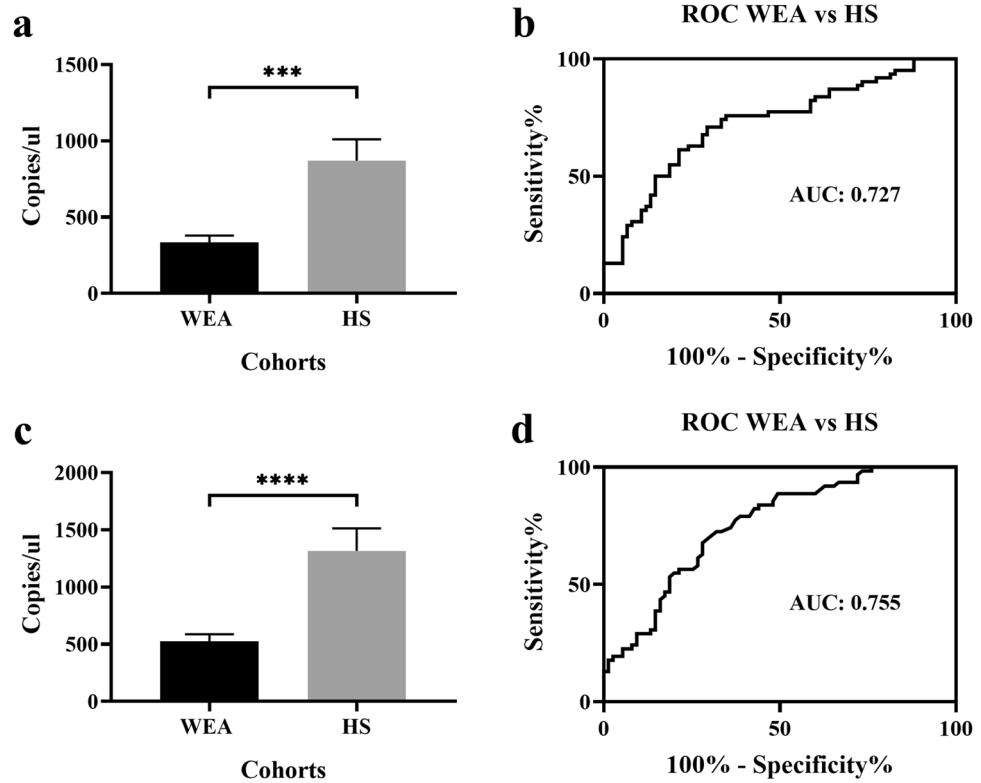 a
1500
1000
500
0
Copies/ul
***
WEA
HS
Cohorts
b
ROC WEA vs HS
100
50
0
Sensitivity%
AUC: 0.727
0
50
100
100% - Specificity%
c
2000
1500
1000
500
0
Copies/ul
****
WEA
HS
Cohorts
d
ROC WEA vs HS
100
50
0
Sensitivity%
AUC: 0.755
0
50
100
100% - Specificity%